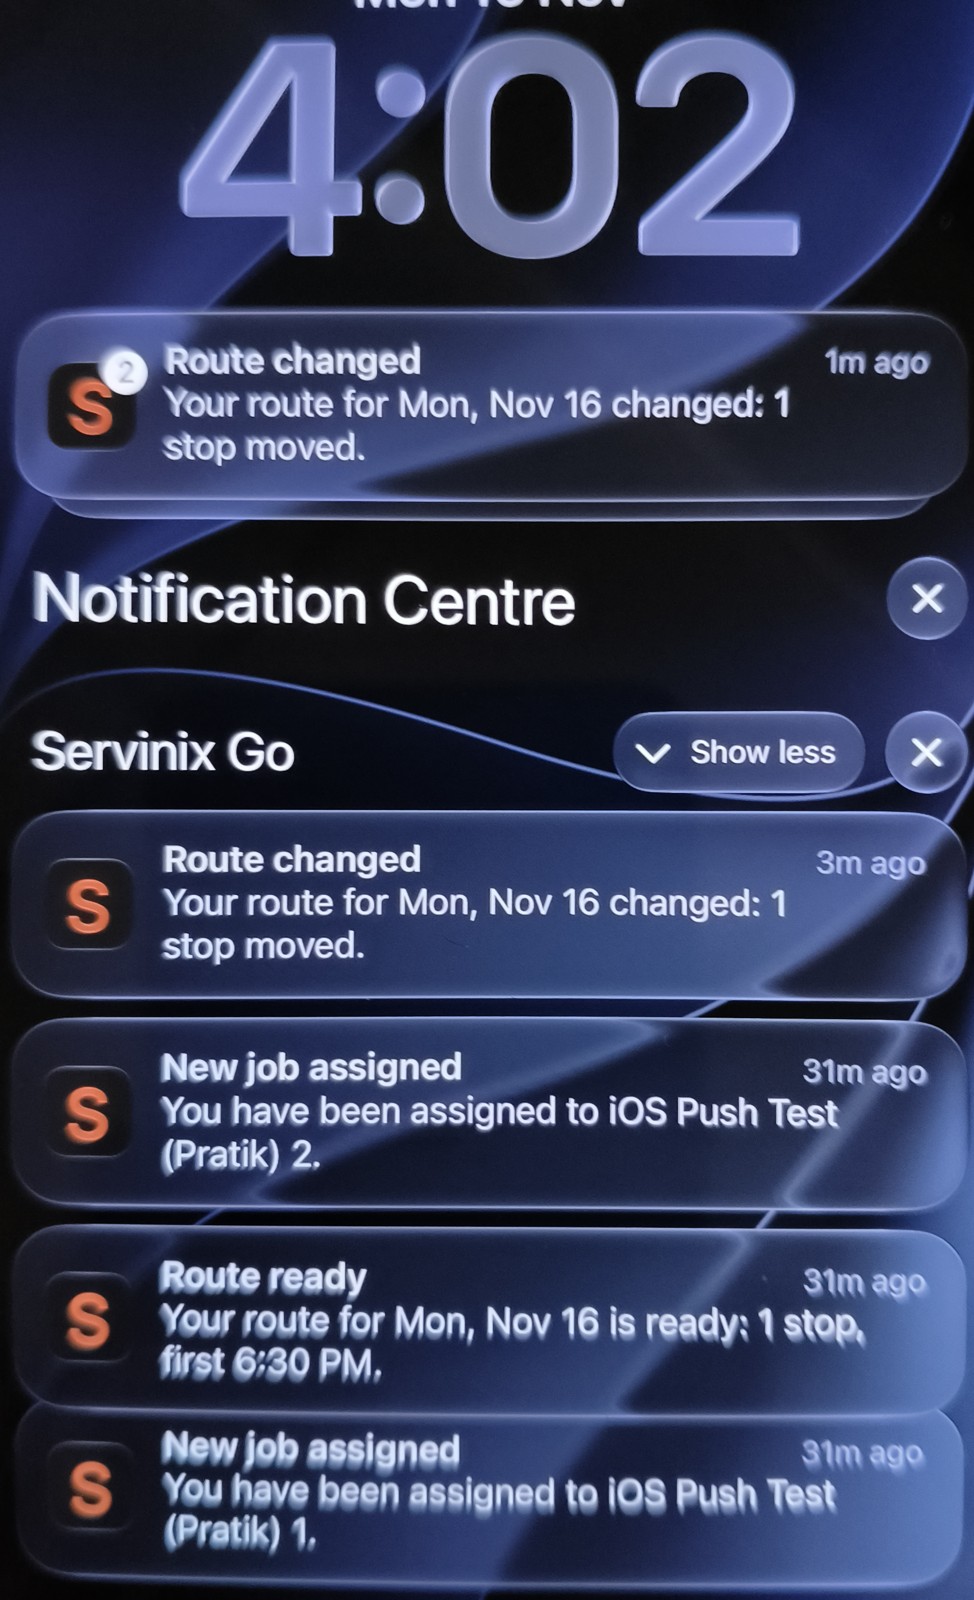 4:02
2
Route changed
1m ago
Your route for Mon, Nov 16 changed: 1
stop moved.
Notification Centre
Servinix Go
Show less
Route changed
3m ago
Your route for Mon, Nov 16 changed: 1
stop moved.
New job assigned
31m ago
You have been assigned to iOS Push Test
(Pratik) 2.
Route ready
31m ago
Your route for Mon, Nov 16 is ready: 1 stop,
first 6:30 PM.
New job assigned
31m ago
You have been assigned to iOS Push Test
(Pratik) 1.